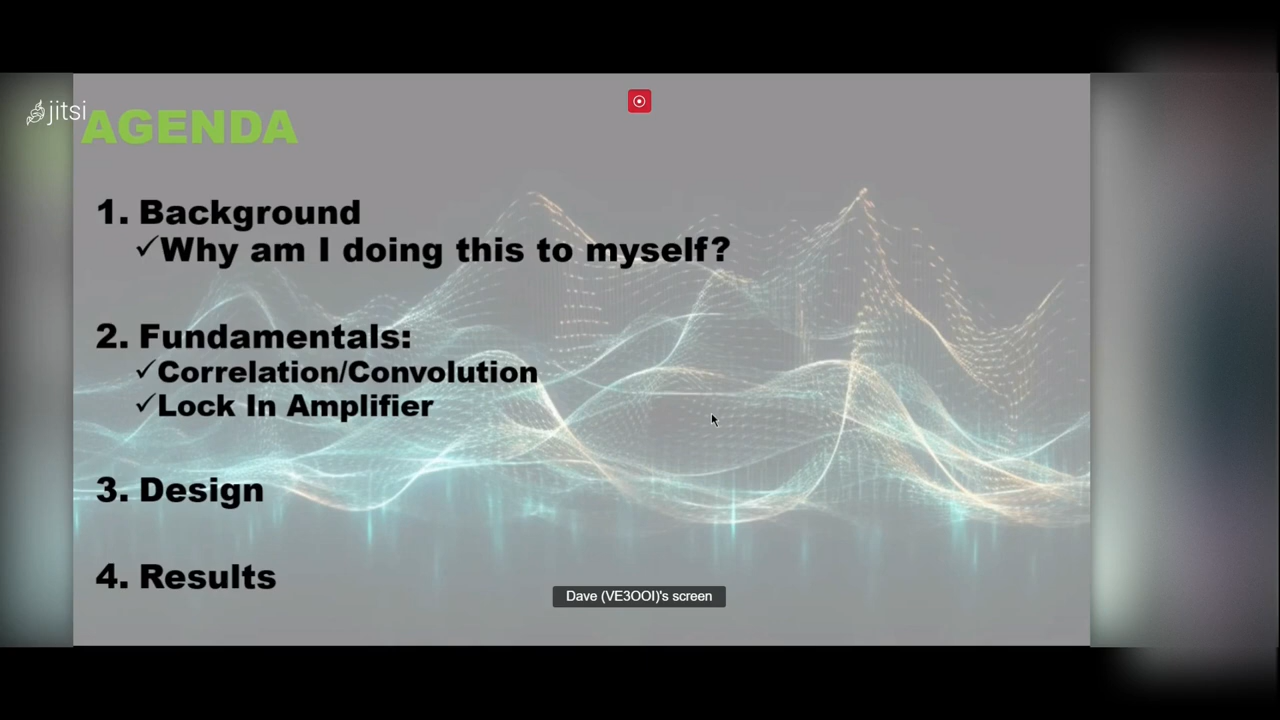 jitsi
AGENDA
1. Background
✓Why am I doing this to myself?
2. Fundamentals:
✓Correlation/Convolution
✓Lock In Amplifier
3. Design
4. Results
Dave (VE3OOI)'s screen